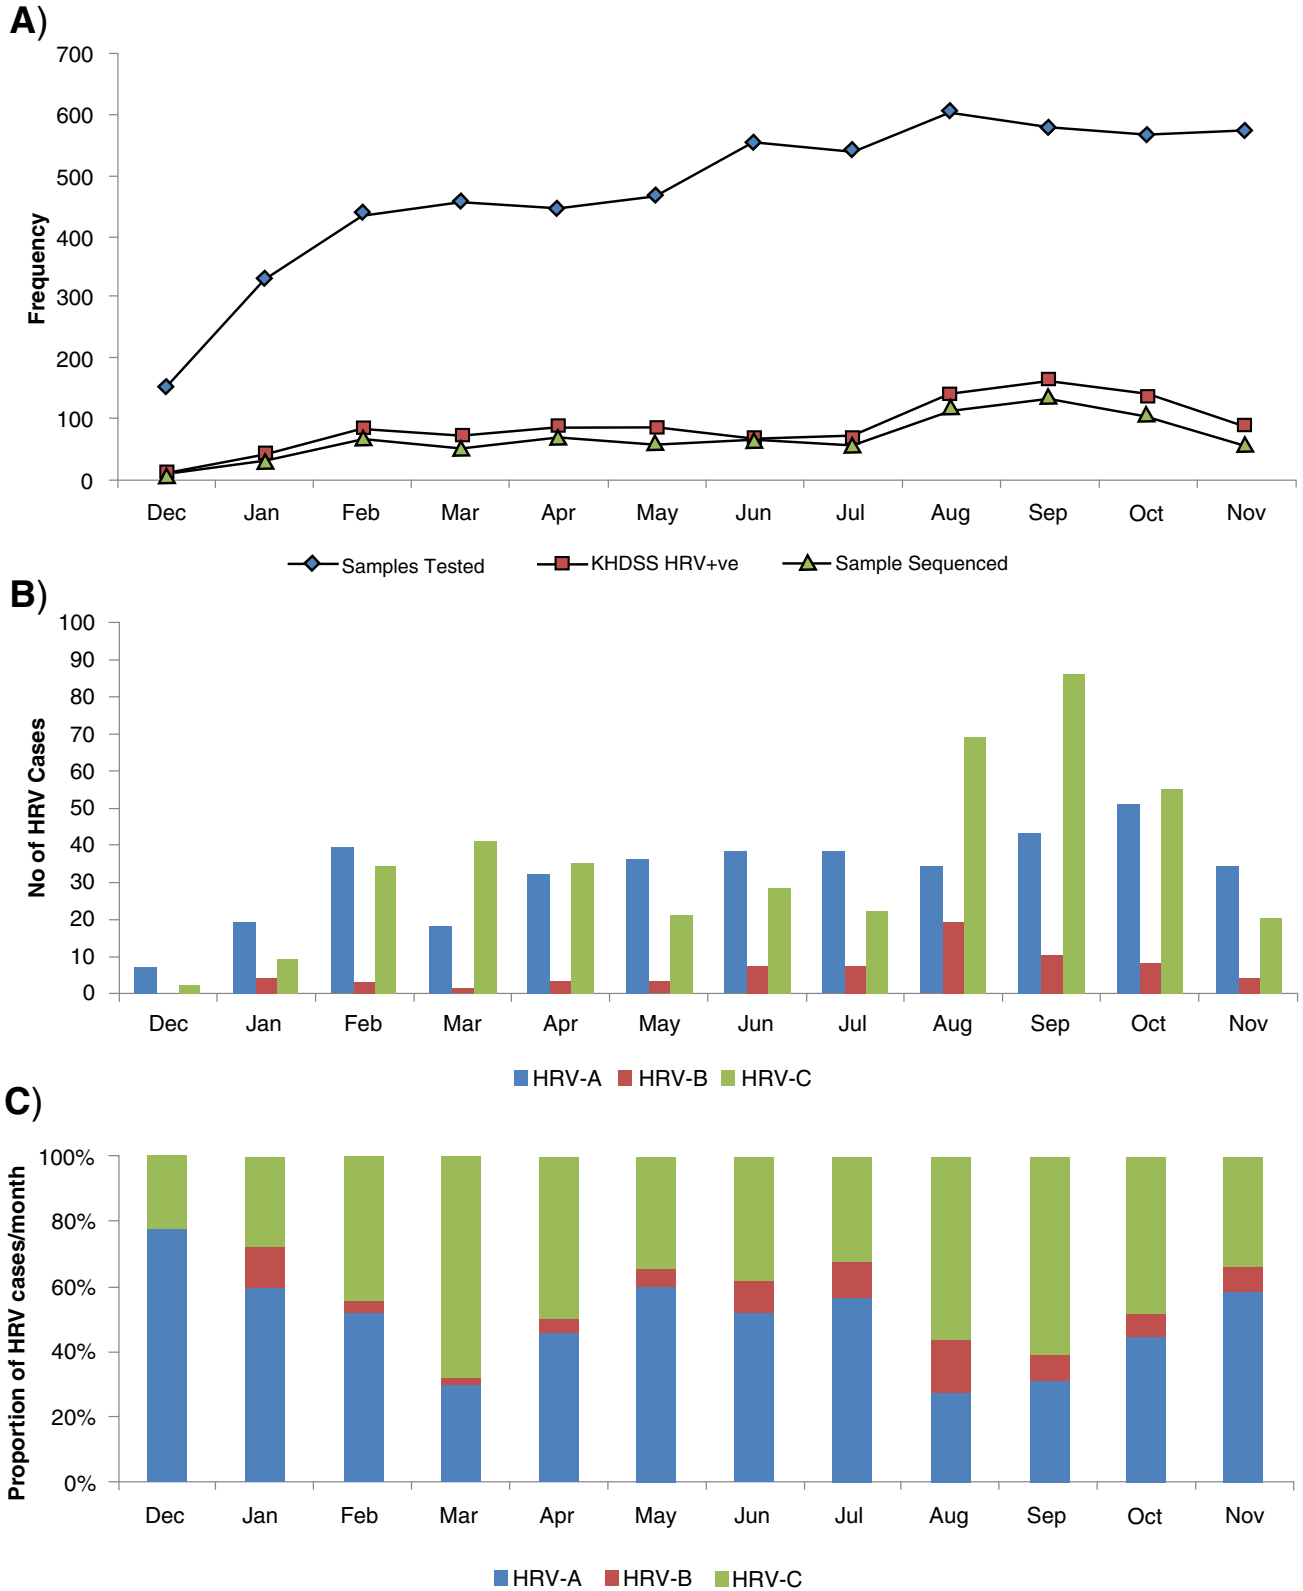 A)
700
600
500
400
300
200
100
0
Frequency
Dec Jan Feb Mar Apr May Jun Jul Aug Sep Oct Nov
Samples Tested KHDSS HRV+ve Sample Sequenced
B)
100
90
80
70
60
50
40
30
20
10
0
No of HRV Cases
Dec Jan Feb Mar Apr May Jun Jul Aug Sep Oct Nov
HRV-A HRV-B HRV-C
C)
100%
80%
60%
40%
20%
0%
Proportion of HRV cases/month
Dec Jan Feb Mar Apr May Jun Jul Aug Sep Oct Nov
HRV-A HRV-B HRV-C